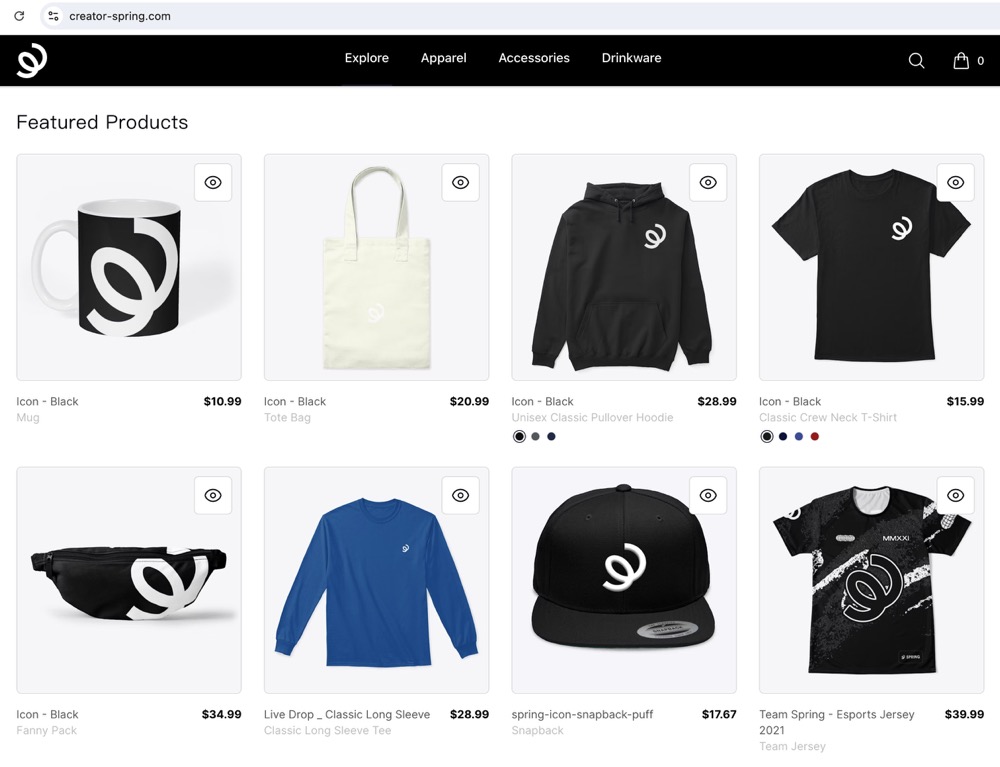 creator-spring.com
Explore Apparel Accessories Drinkware
0
Featured Products
Icon - Black $10.99
Mug
Icon - Black $20.99
Tote Bag
Icon - Black $28.99
Unisex Classic Pullover Hoodie
Icon - Black $15.99
Classic Crew Neck T-Shirt
MMXXI
SNAPBACK
SPRING
Icon - Black $34.99
Fanny Pack
Live Drop _ Classic Long Sleeve $28.99
Classic Long Sleeve Tee
spring-icon-snapback-puff $17.67
Snapback
Team Spring - Esports Jersey $39.99
2021
Team Jersey